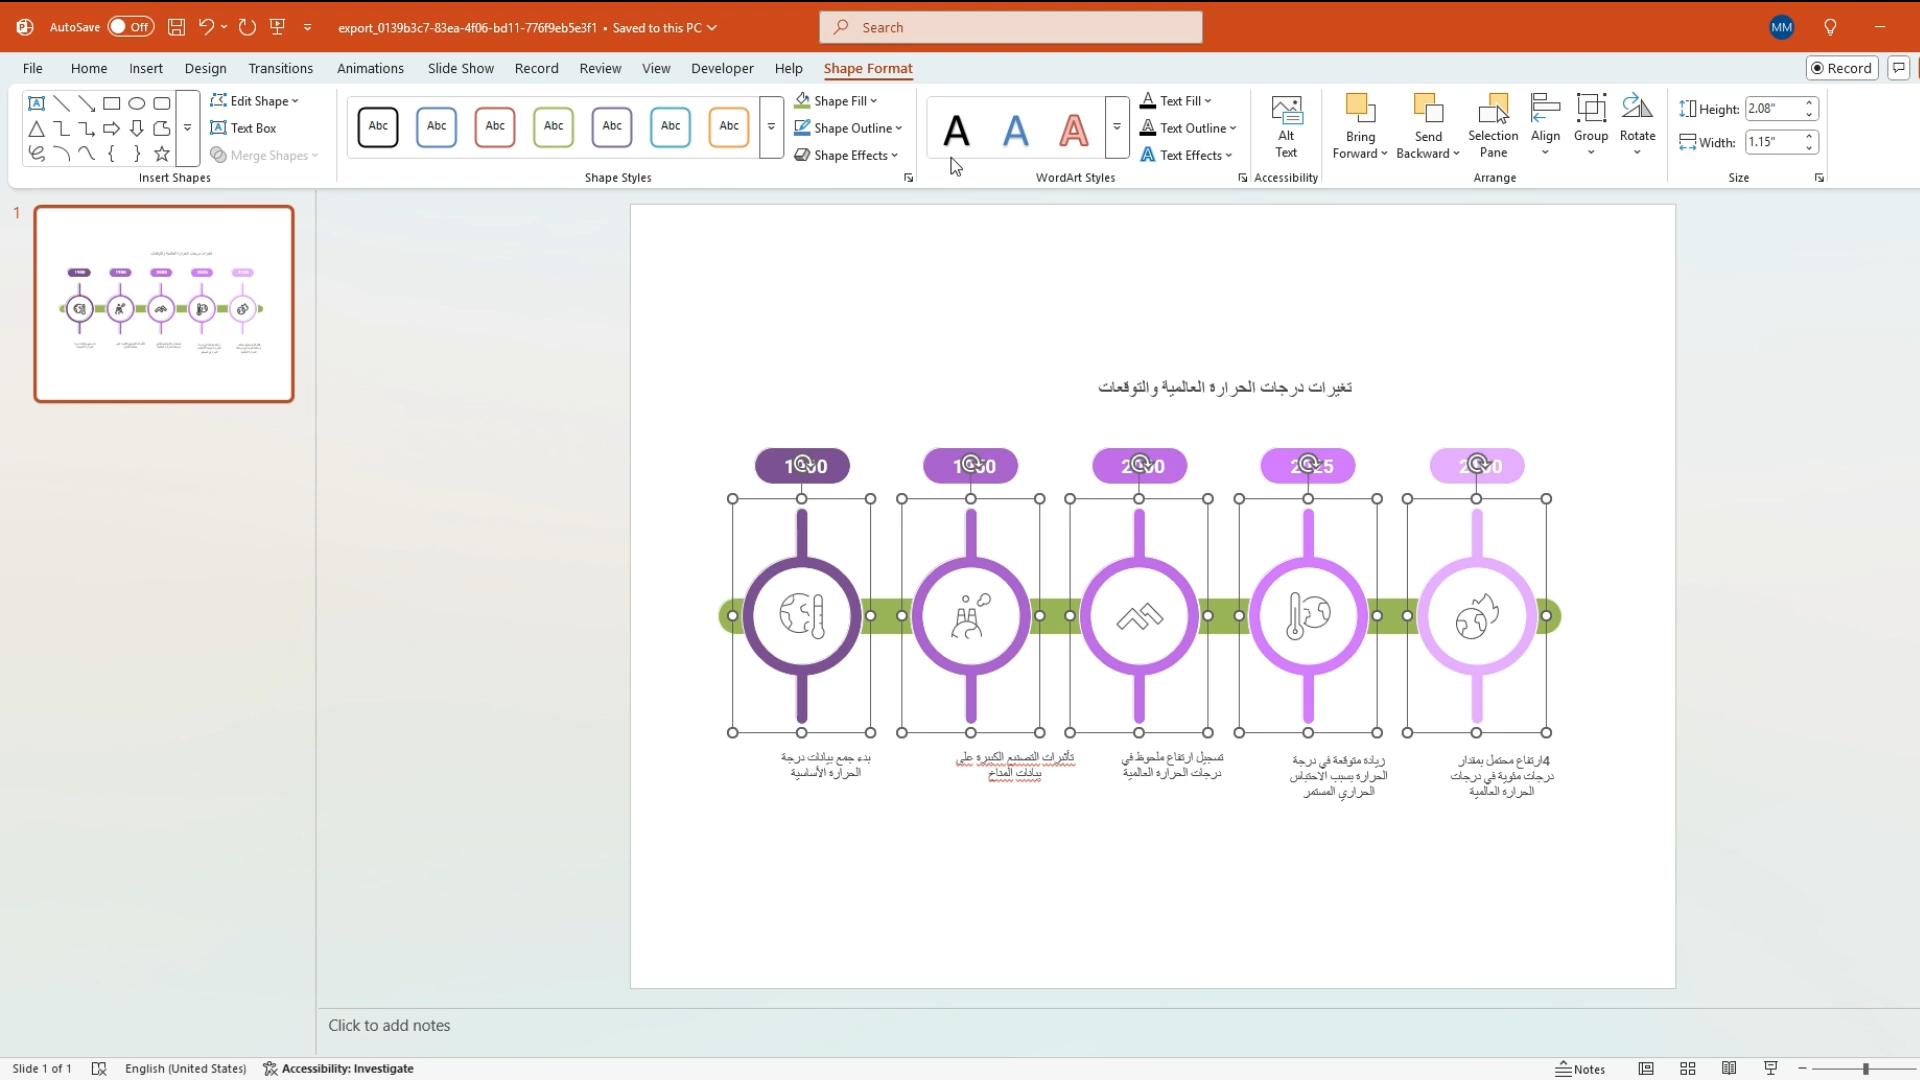 AutoSave Off
export_0139b3c7-83ea-4f06-bd11-776f9eb5e3f1 • Saved to this PC
Search
MM
File Home Insert Design Transitions Animations Slide Show Record Review View Developer Help Shape Format
Record
Edit Shape
Text Box
Merge Shapes
Insert Shapes
Abc Abc Abc Abc Abc Abc Abc
Shape Fill
Shape Outline
Shape Effects
Shape Styles
A A A
Text Fill
Text Outline
Text Effects
WordArt Styles
Alt Text
Accessibility
Bring Forward
Send Backward
Selection Pane
Align
Group
Rotate
Arrange
Height: 2.08"
Width: 1.15"
Size
1
تغيرات درجات الحرارة العالمية والتوقعات
بدء جمع بيانات درجة
الحرارة الأساسية
تأثيرات التصنيع الكبيرة على
بيانات المناخ
تسجيل ارتفاع ملحوظ في
درجات الحرارة العالمية
زيادة متوقعة في درجة
الحرارة بسبب الاحتباس
الحراري المستمر
4ارتفاع محتمل بمقدار
درجات مئوية في درجات
الحرارة العالمية
Click to add notes
Slide 1 of 1
English (United States)
Accessibility: Investigate
Notes